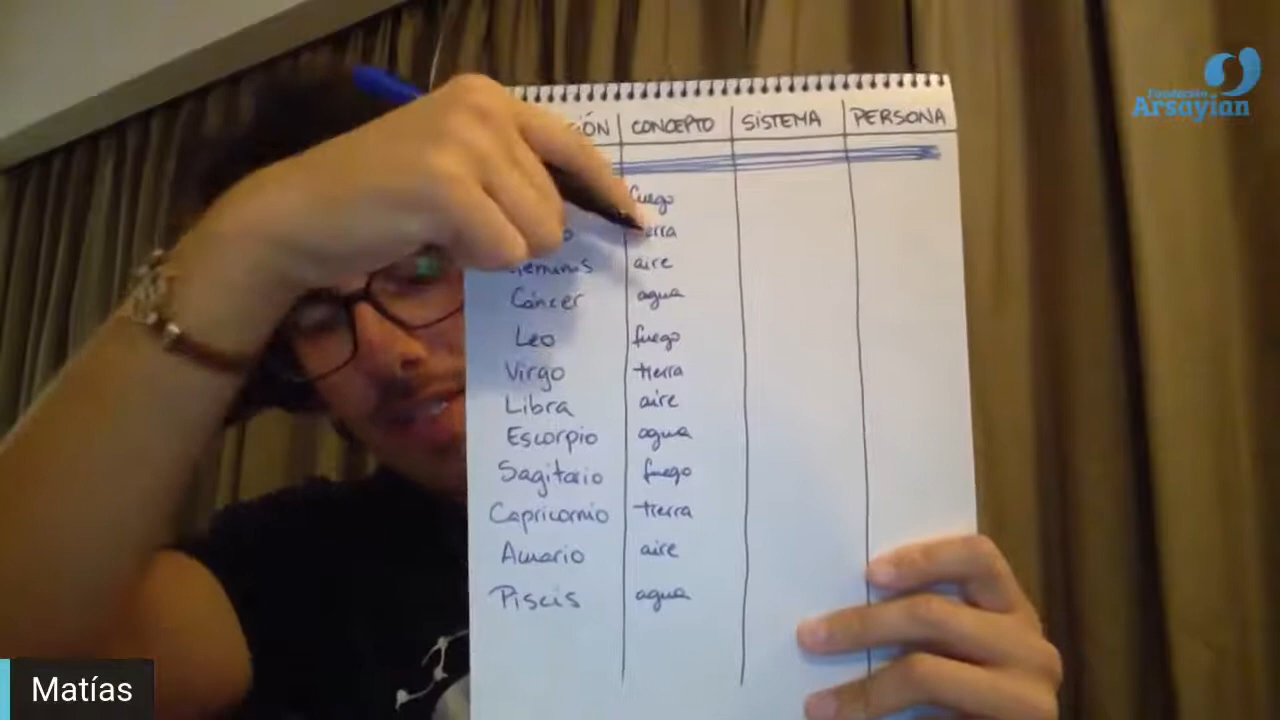 Fundación
Arsayian
CONCEPTO SISTEMA PERSONA
fuego
aire
Cáncer agua
Leo fuego
Virgo tierra
Libra aire
Escorpio agua
Sagitario fuego
Capricornio tierra
Acuario aire
Piscis agua
Matías